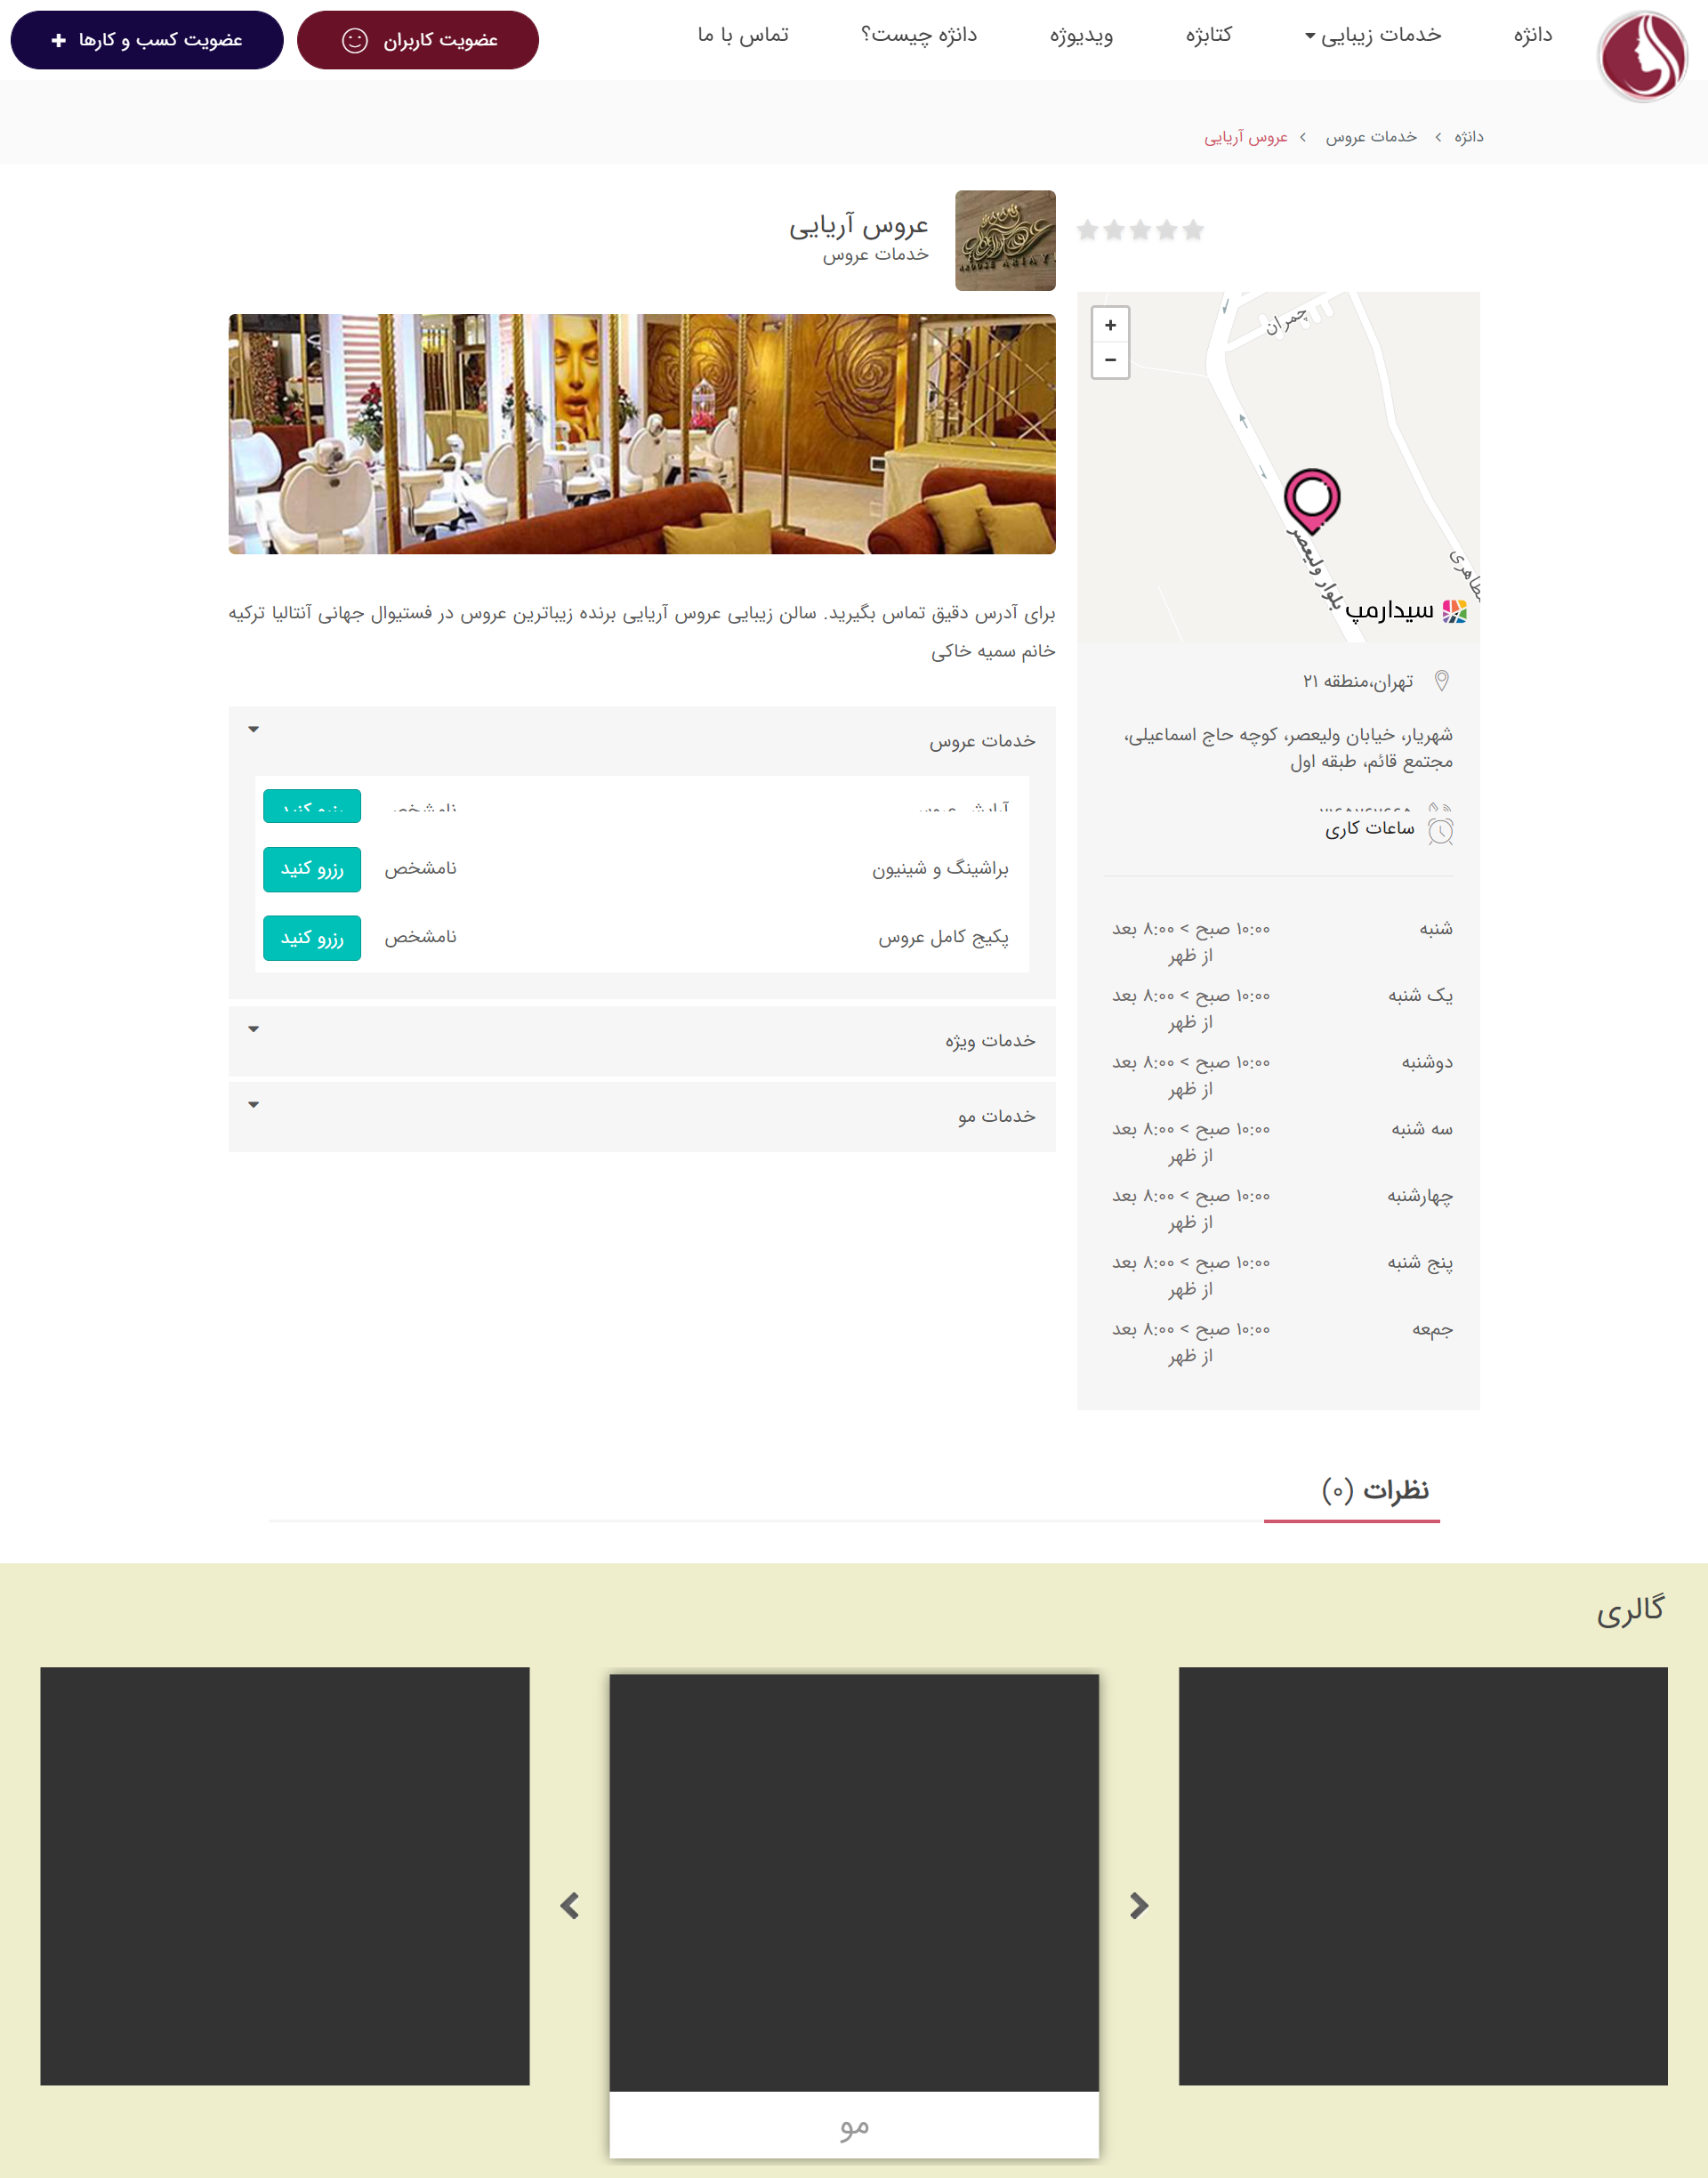 دانژه
خدمات زیبایی
کتابژه
ویدیوژه
دانژه چیست؟
تماس با ما
عضویت کاربران
عضویت کسب و کارها +
دانژه
خدمات عروس
عروس آریایی
عروس آریایی
خدمات عروس
برای آدرس دقیق تماس بگیرید. سالن زیبایی عروس آریایی برنده زیباترین عروس در فستیوال جهانی آنتالیا ترکیه
خانم سمیه خاکی
خدمات عروس
آرایش عروس نامشخص رزرو کنید
براشینگ و شینیون نامشخص رزرو کنید
پکیج کامل عروس نامشخص رزرو کنید
خدمات ویژه
خدمات مو
+
−
چمران
بلوار ولیعصر
سیدارمپ
تهران،منطقه ۲۱
شهریار، خیابان ولیعصر، کوچه حاج اسماعیلی،
مجتمع قائم، طبقه اول
ساعات کاری
شنبه ۱۰:۰۰ صبح > ۸:۰۰ بعد
از ظهر
یک شنبه ۱۰:۰۰ صبح > ۸:۰۰ بعد
از ظهر
دوشنبه ۱۰:۰۰ صبح > ۸:۰۰ بعد
از ظهر
سه شنبه ۱۰:۰۰ صبح > ۸:۰۰ بعد
از ظهر
چهارشنبه ۱۰:۰۰ صبح > ۸:۰۰ بعد
از ظهر
پنج شنبه ۱۰:۰۰ صبح > ۸:۰۰ بعد
از ظهر
جمعه ۱۰:۰۰ صبح > ۸:۰۰ بعد
از ظهر
نظرات (۰)
گالری
مو